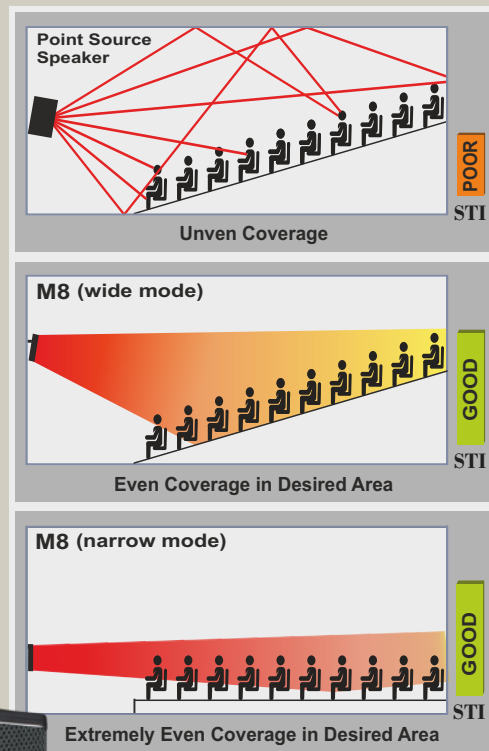 Point Source
Speaker
POOR
STI
Unven Coverage
M8 (wide mode)
GOOD
STI
Even Coverage in Desired Area
M8 (narrow mode)
GOOD
STI
Extremely Even Coverage in Desired Area